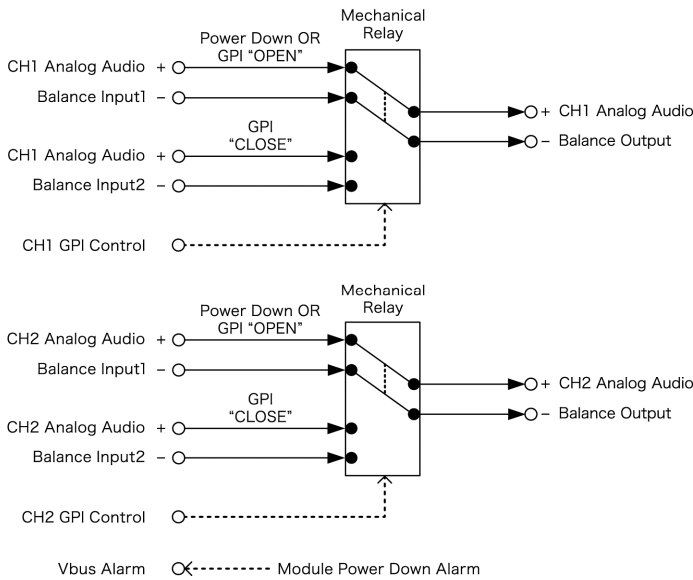 Mechanical
Relay
Power Down OR
GPI “OPEN”
CH1 Analog Audio +
Balance Input1 –
GPI
“CLOSE”
CH1 Analog Audio +
Balance Input2 –
+ CH1 Analog Audio
– Balance Output
CH1 GPI Control
Mechanical
Relay
Power Down OR
GPI “OPEN”
CH2 Analog Audio +
Balance Input1 –
GPI
“CLOSE”
CH2 Analog Audio +
Balance Input2 –
+ CH2 Analog Audio
– Balance Output
CH2 GPI Control
Vbus Alarm
Module Power Down Alarm